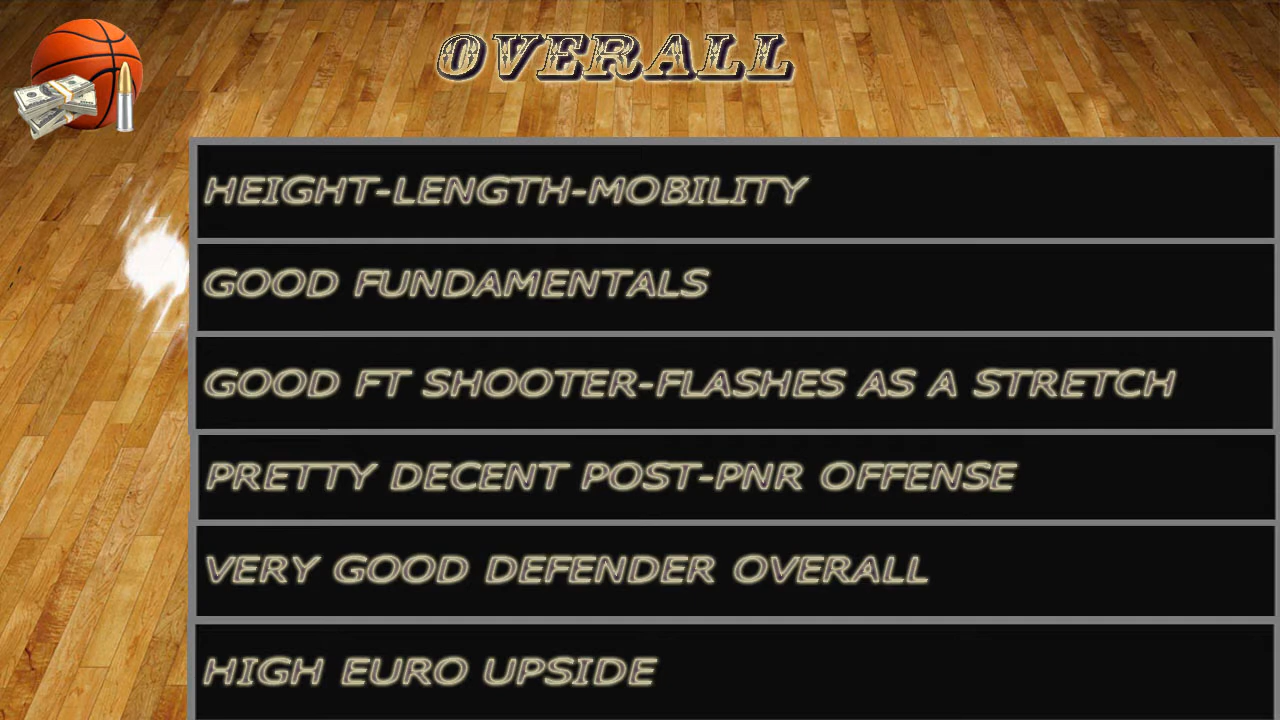 OVERALL
HEIGHT-LENGTH-MOBILITY
GOOD FUNDAMENTALS
GOOD FT SHOOTER-FLASHES AS A STRETCH
PRETTY DECENT POST-PNR OFFENSE
VERY GOOD DEFENDER OVERALL
HIGH EURO UPSIDE